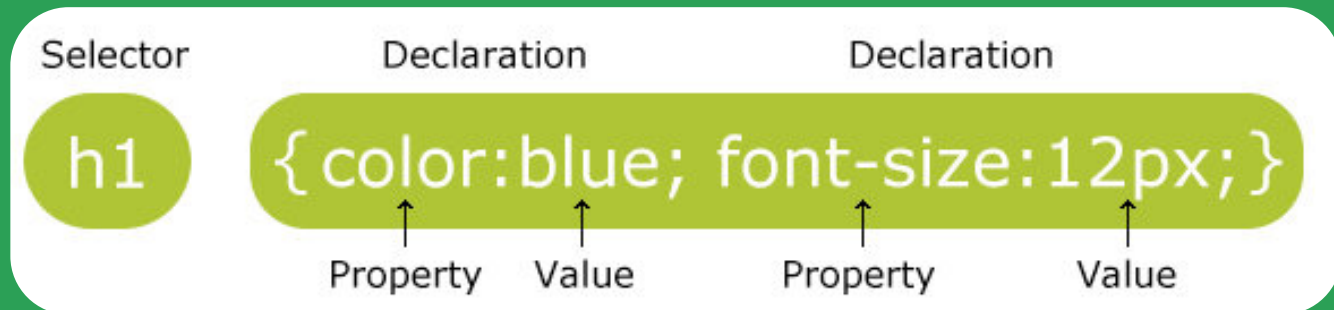 Selector Declaration Declaration
h1 {color:blue; font-size:12px;}
Property Value Property Value